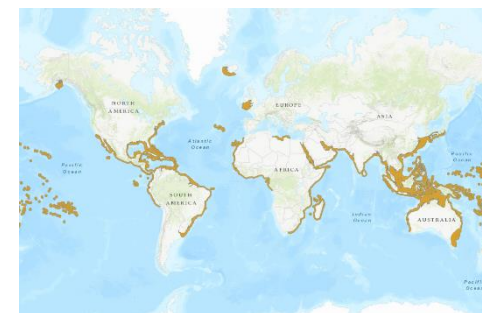 NORTH
AMERICA
EUROPE
ASIA
Atlantic
Ocean
Pacific
Ocean
Pacific
Ocean
AFRICA
SOUTH
AMERICA
Indian
Ocean
AUSTRALIA